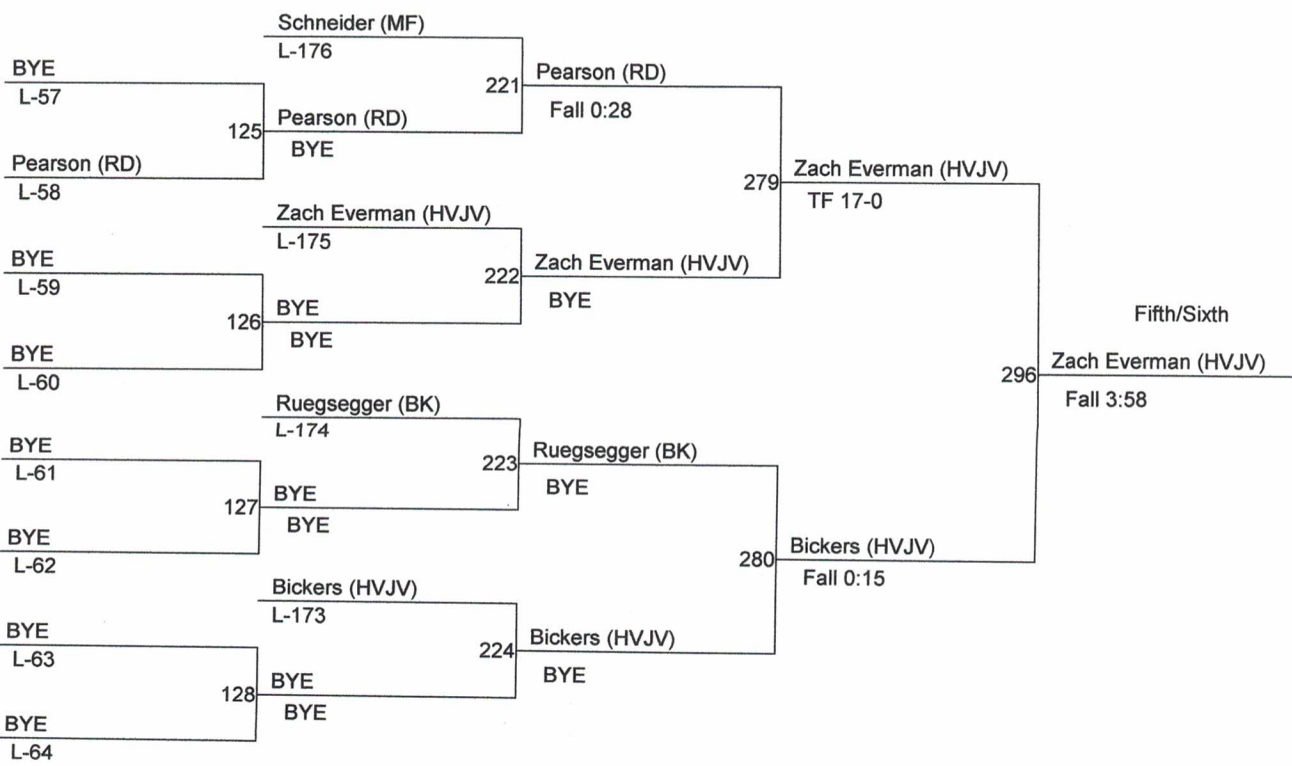 Schneider (MF)
L-176
BYE
L-57
221
Pearson (RD)
Fall 0:28
125
Pearson (RD)
BYE
Pearson (RD)
L-58
279
Zach Everman (HVJV)
TF 17-0
Zach Everman (HVJV)
L-175
BYE
L-59
222
Zach Everman (HVJV)
BYE
126
BYE
BYE
BYE
L-60
Fifth/Sixth
296
Zach Everman (HVJV)
Fall 3:58
Ruegsegger (BK)
L-174
BYE
L-61
223
Ruegsegger (BK)
BYE
127
BYE
BYE
BYE
L-62
280
Bickers (HVJV)
Fall 0:15
Bickers (HVJV)
L-173
BYE
L-63
224
Bickers (HVJV)
BYE
128
BYE
BYE
BYE
L-64